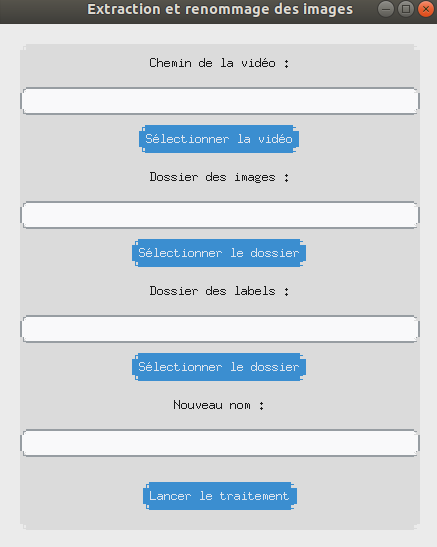 Extraction et renommage des images
Chemin de la vidéo :
Sélectionner la vidéo
Dossier des images :
Sélectionner le dossier
Dossier des labels :
Sélectionner le dossier
Nouveau nom :
Lancer le traitement